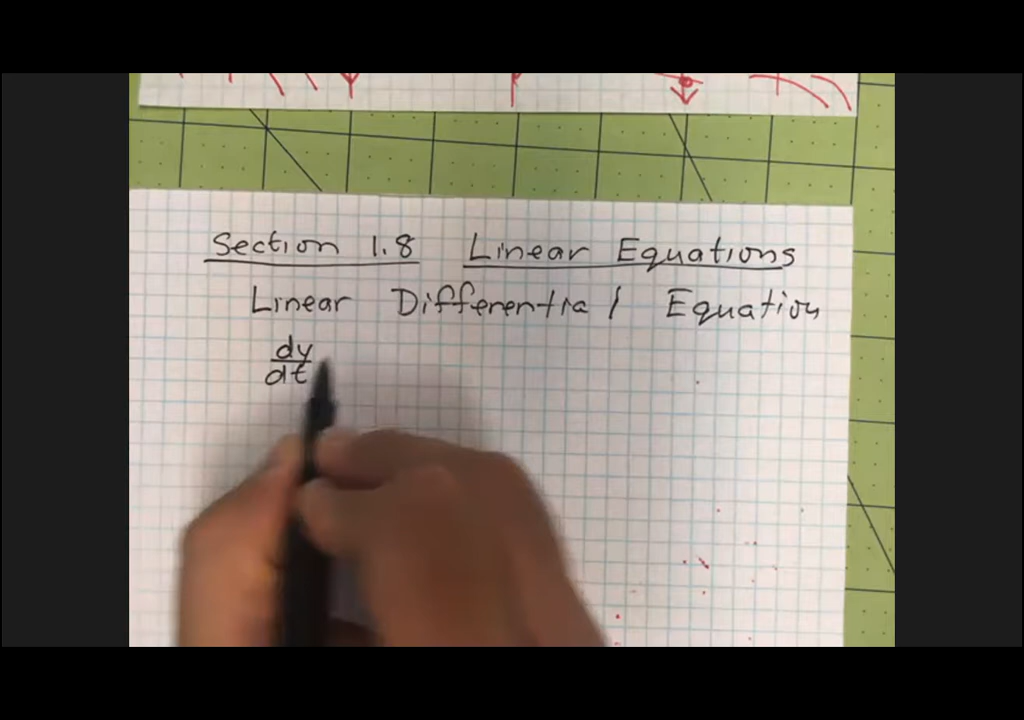 Section 1.8 Linear Equations
Linear Differential Equation
dy
dt